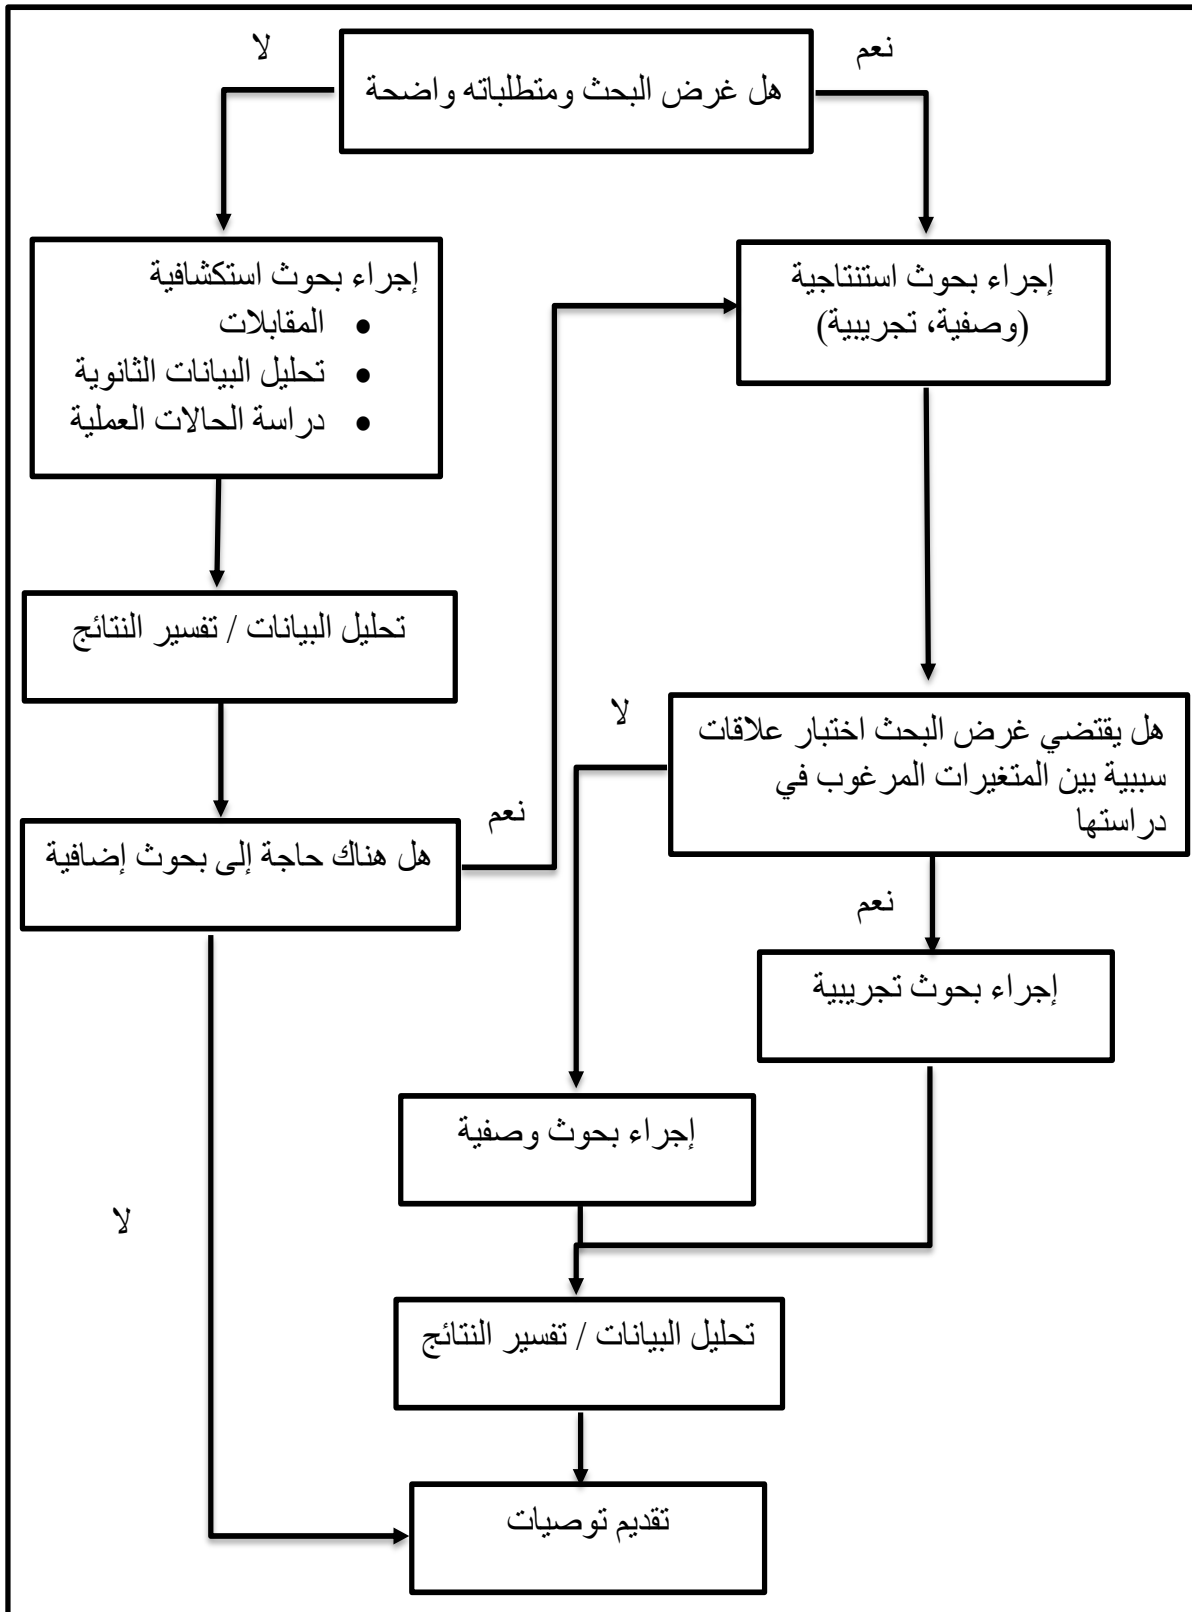 نعم
لا
هل غرض البحث ومتطلباته واضحة
إجراء بحوث استنتاجية
(وصفية، تجريبية)
إجراء بحوث استكشافية
• المقابلات
• تحليل البيانات الثانوية
• دراسة الحالات العملية
تحليل البيانات / تفسير النتائج
هل يقتضي غرض البحث اختبار علاقات
سببية بين المتغيرات المرغوب في
دراستها
لا
نعم
هل هناك حاجة إلى بحوث إضافية
نعم
إجراء بحوث تجريبية
إجراء بحوث وصفية
لا
تحليل البيانات / تفسير النتائج
تقديم توصيات